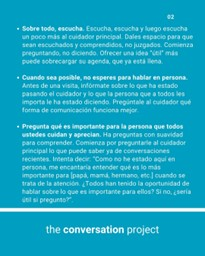 02
• Sobre todo, escucha. Escucha, escucha y luego escucha
un poco más al cuidador principal. Dales espacio para que
sean escuchados y comprendidos, no juzgados. Comienza
preguntando, no diciendo. Ofrecer una idea "útil" más
puede sobrecargar su agenda, que ya está llena.
• Cuando sea posible, no esperes para hablar en persona.
Antes de una visita, infórmate sobre lo que ha estado
pasando el cuidador y lo que la persona a que todos los
importa le ha estado diciendo. Pregúntale al cuidador qué
forma de comunicación funciona mejor.
• Pregunta qué es importante para la persona que todos
ustedes cuidan y aprecian. Ha preguntas con suavidad
para comprender. Comienza por preguntarle al cuidador
principal lo que puede saber ya de conversaciones
recientes. Intenta decir: "Como no he estado aquí en
persona, me encantaría entender qué es lo más
importante para [papá, mamá, hermano, etc.] cuando se
trata de la atención. ¿Todos han tenido la oportunidad de
hablar sobre lo que es importante para ellos? Si no, ¿sería
útil si pregunto?".
the conversation project